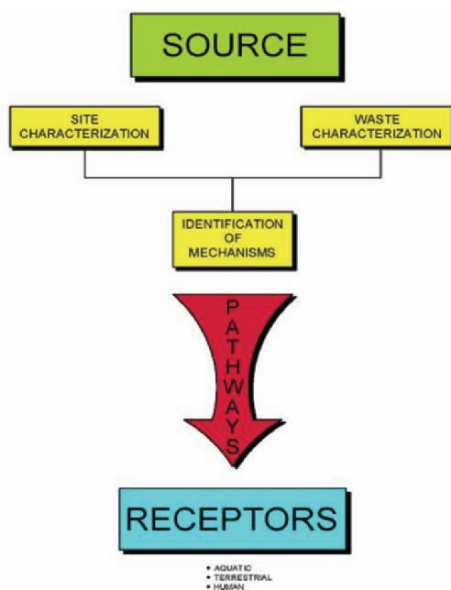 SOURCE
SITE
CHARACTERIZATION
WASTE
CHARACTERIZATION
IDENTIFICATION
OF
MECHANISMS
PATHWAYS
RECEPTORS
• AQUATIC
• TERRESTRIAL
• HUMAN